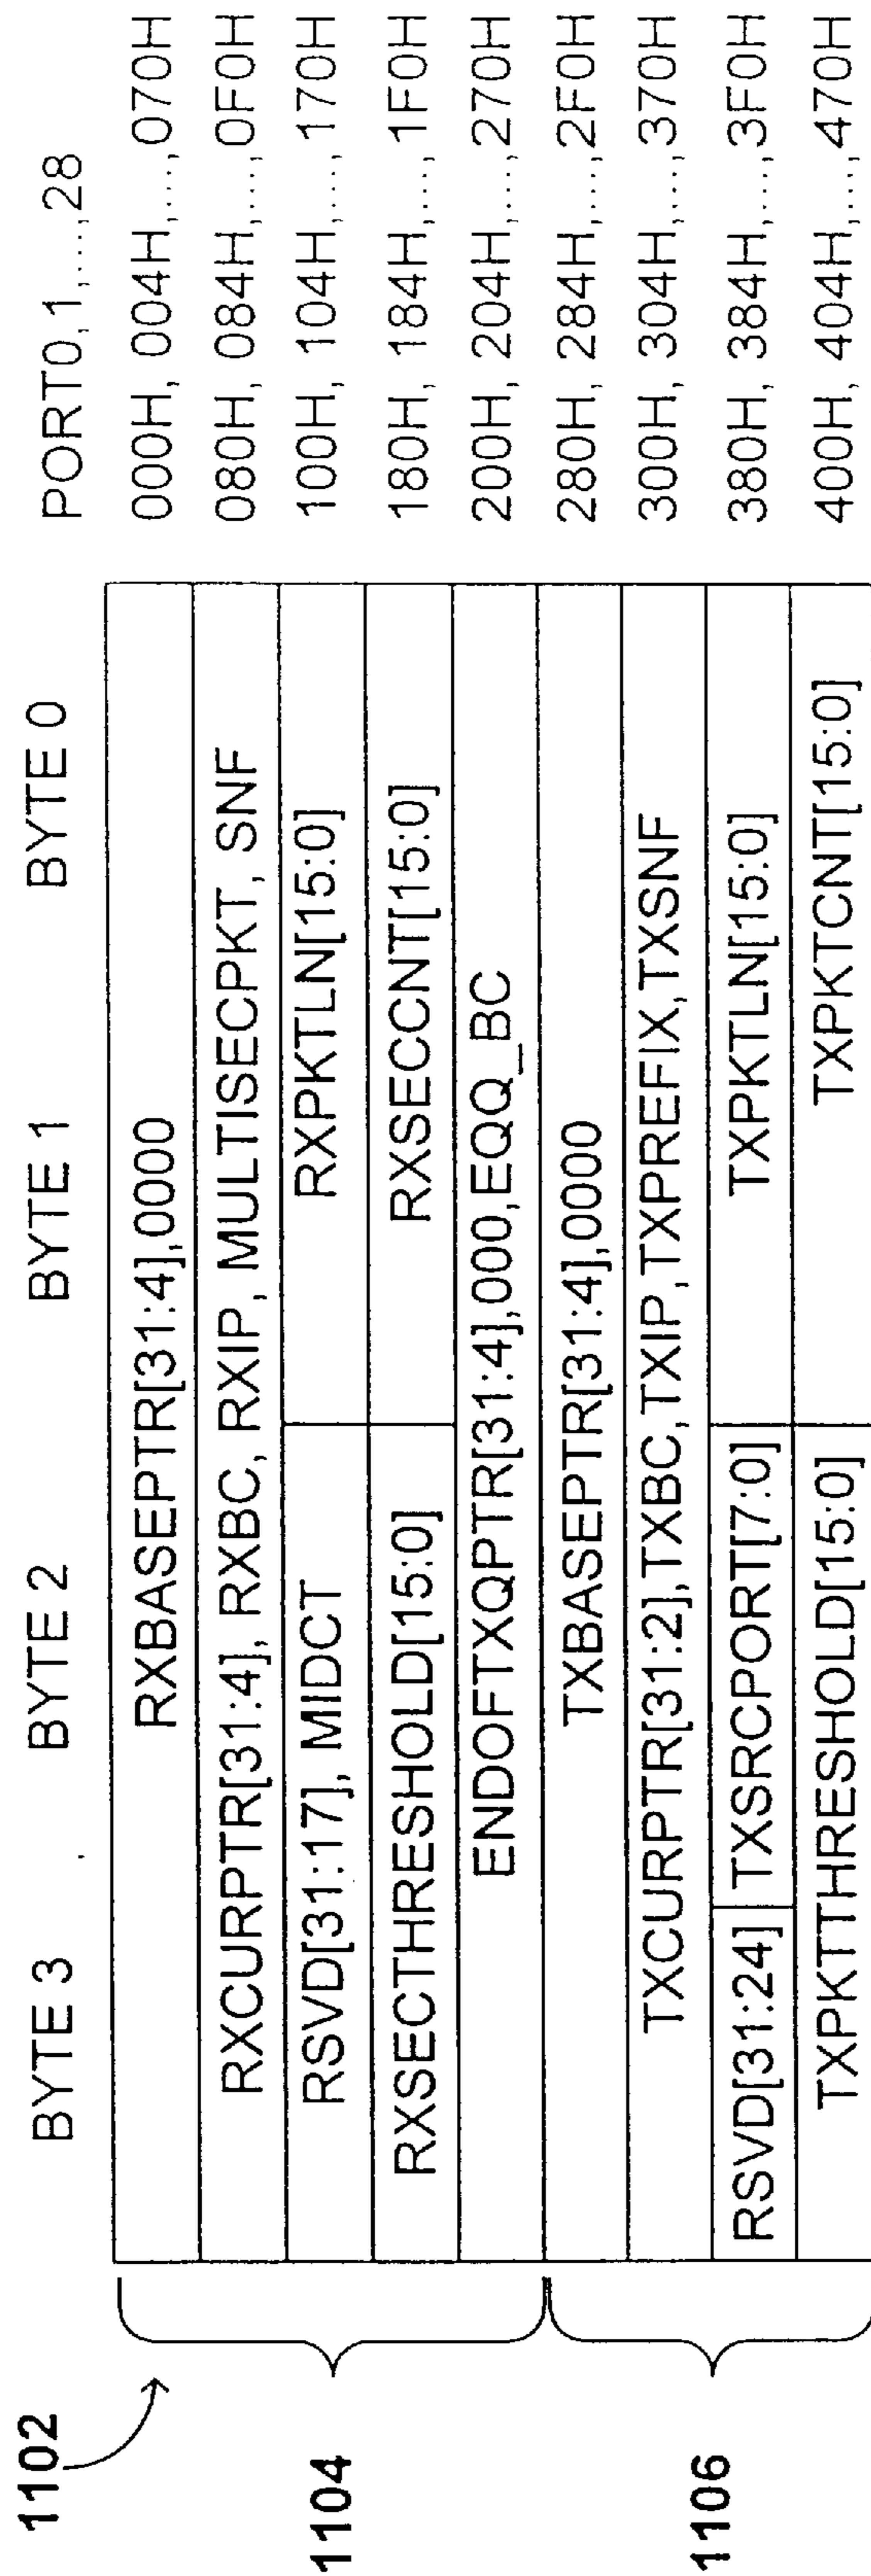 1102
BYTE 3 BYTE 2 BYTE 1 BYTE 0 PORT0,1,...,28
1104
RXBASEPTR[31:4],0000 000H, 004H,...,070H
RXCURPTR[31:4], RXBC, RXIP, MULTISECPKT, SNF 080H, 084H,...,0F0H
RSVD[31:17], MIDCT RXPKTLN[15:0] 100H, 104H,...,170H
RXSECTHRESHOLD[15:0] RXSECCNT[15:0] 180H, 184H,...,1F0H
ENDOFTXQPTR[31:4],000,EQQ_BC 200H, 204H,...,270H
1106
TXBASEPTR[31:4],0000 280H, 284H,...,2F0H
TXCURPTR[31:2],TXBC,TXIP,TXPREFIX,TXSNF 300H, 304H,...,370H
RSVD[31:24] TXSRCPORT[7:0] TXPKTLN[15:0] 380H, 384H,...,3F0H
TXPKTTHRESHOLD[15:0] TXPKTCNT[15:0] 400H, 404H,...,470H